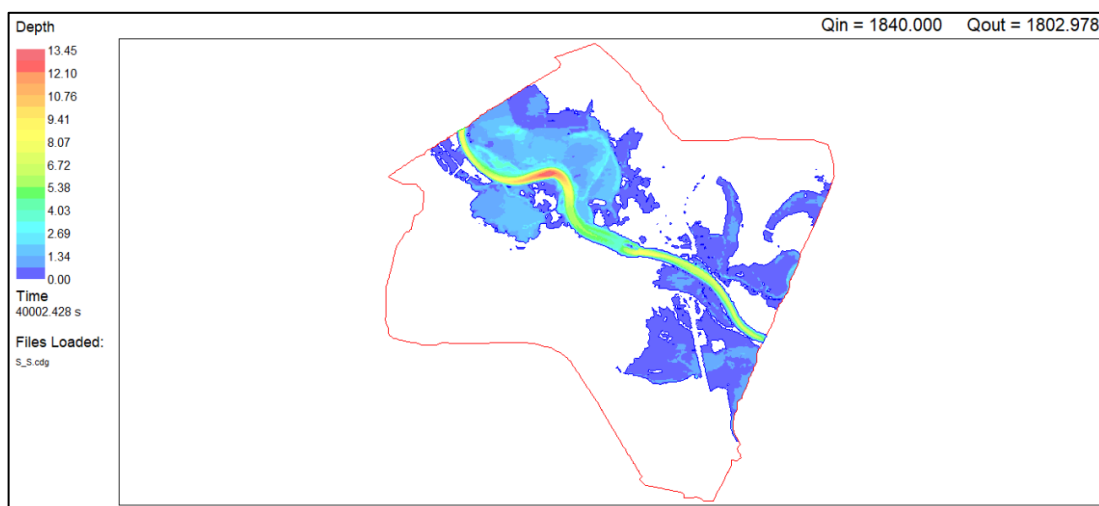 Depth
Qin = 1840.000 Qout = 1802.978
13.45
12.10
10.76
9.41
8.07
6.72
5.38
4.03
2.69
1.34
0.00
Time
40002.428 s
Files Loaded:
S_S.cdg